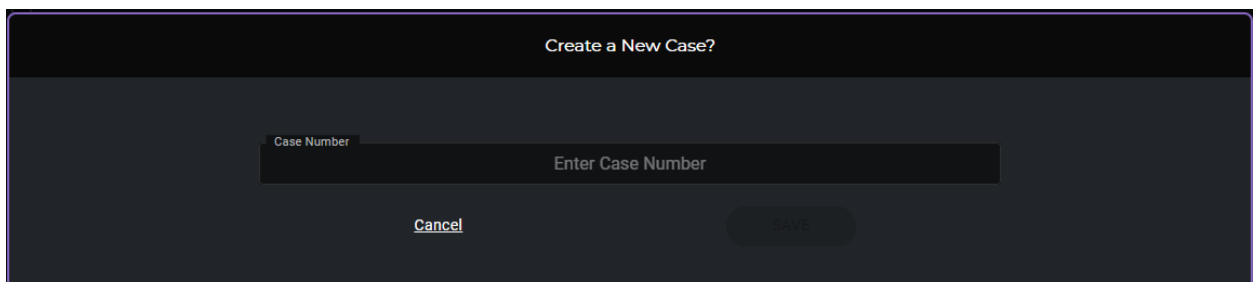 Create a New Case?
Case Number
Enter Case Number
Cancel
SAVE